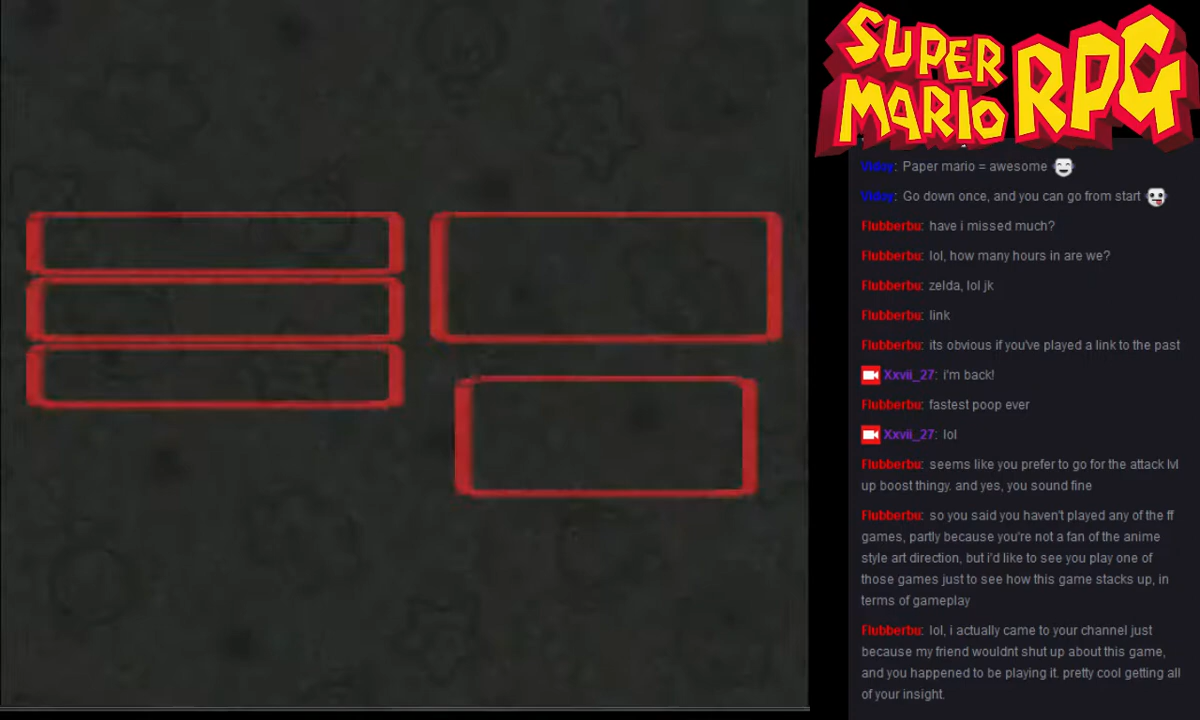 SUPER
MARIO RPG
Vidvy: Paper mario = awesome
Vidvy: Go down once, and you can go from start
Flubberbu: have i missed much?
Flubberbu: lol, how many hours in are we?
Flubberbu: zelda, lol jk
Flubberbu: link
Flubberbu: its obvious if you've played a link to the past
Xxvii_27: i'm back!
Flubberbu: fastest poop ever
Xxvii_27: lol
Flubberbu: seems like you prefer to go for the attack lvl
up boost thingy. and yes, you sound fine
Flubberbu: so you said you haven't played any of the ff
games, partly because you're not a fan of the anime
style art direction, but i'd like to see you play one of
those games just to see how this game stacks up, in
terms of gameplay
Flubberbu: lol, i actually came to your channel just
because my friend wouldnt shut up about this game,
and you happened to be playing it. pretty cool getting all
of your insight.